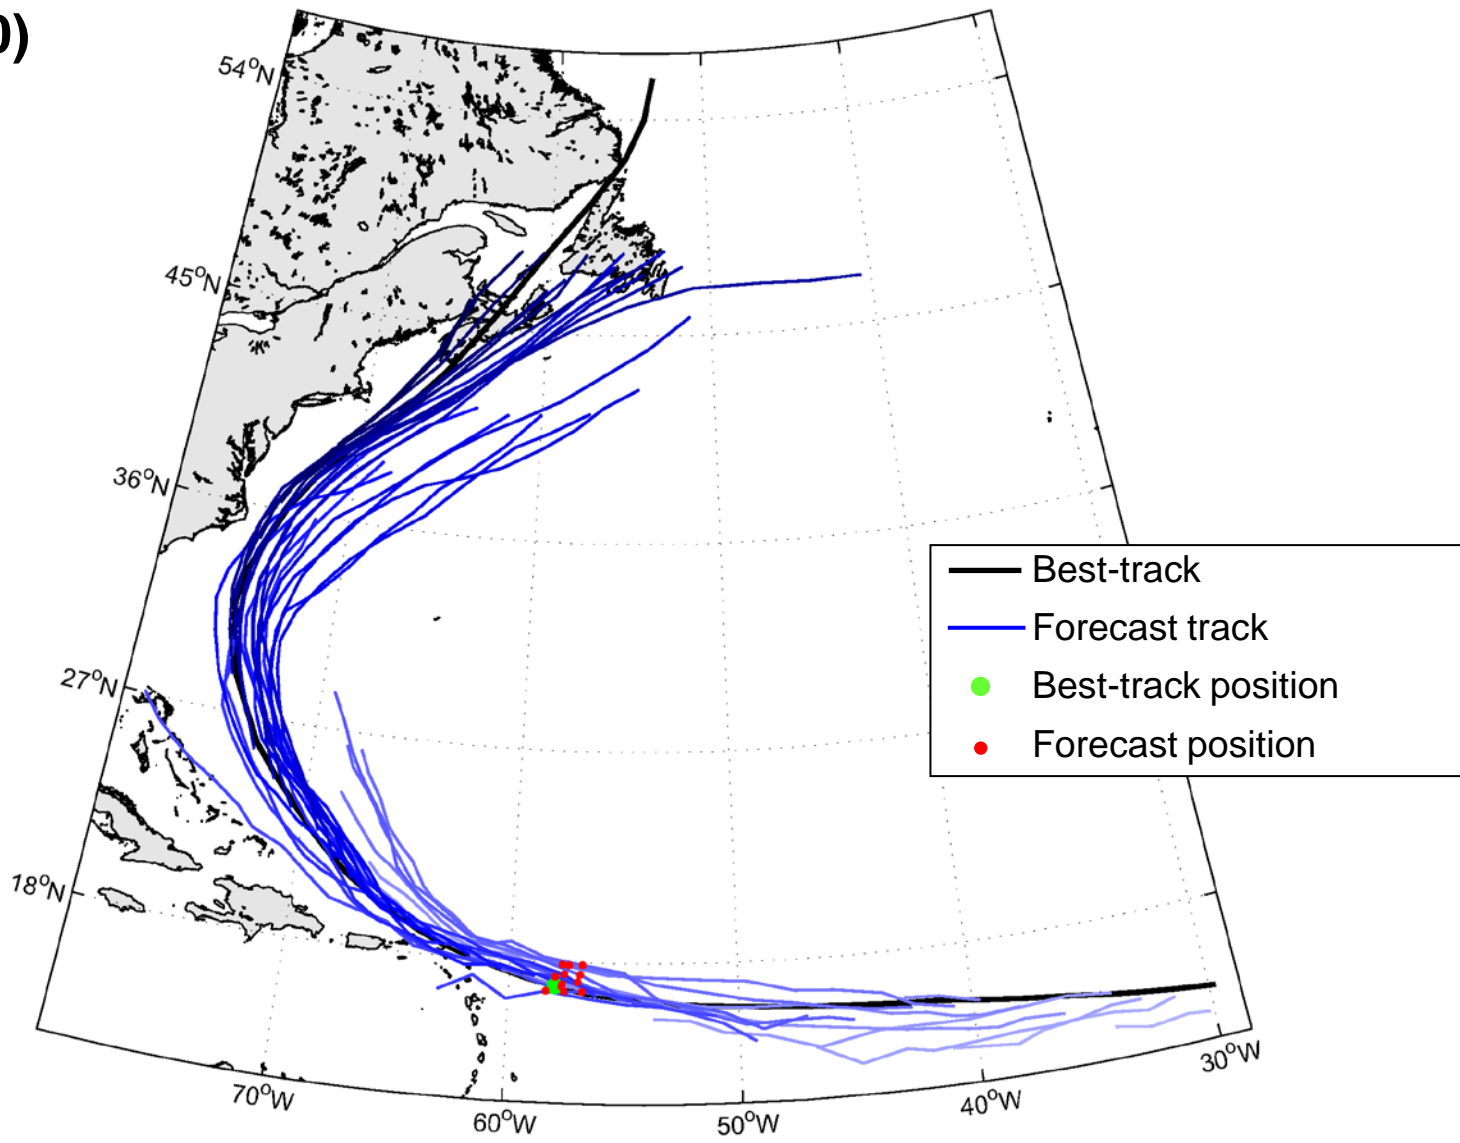 0)
54°N
45°N
36°N
27°N
18°N
70°W
60°W
50°W
40°W
30°W
Best-track
Forecast track
Best-track position
Forecast position